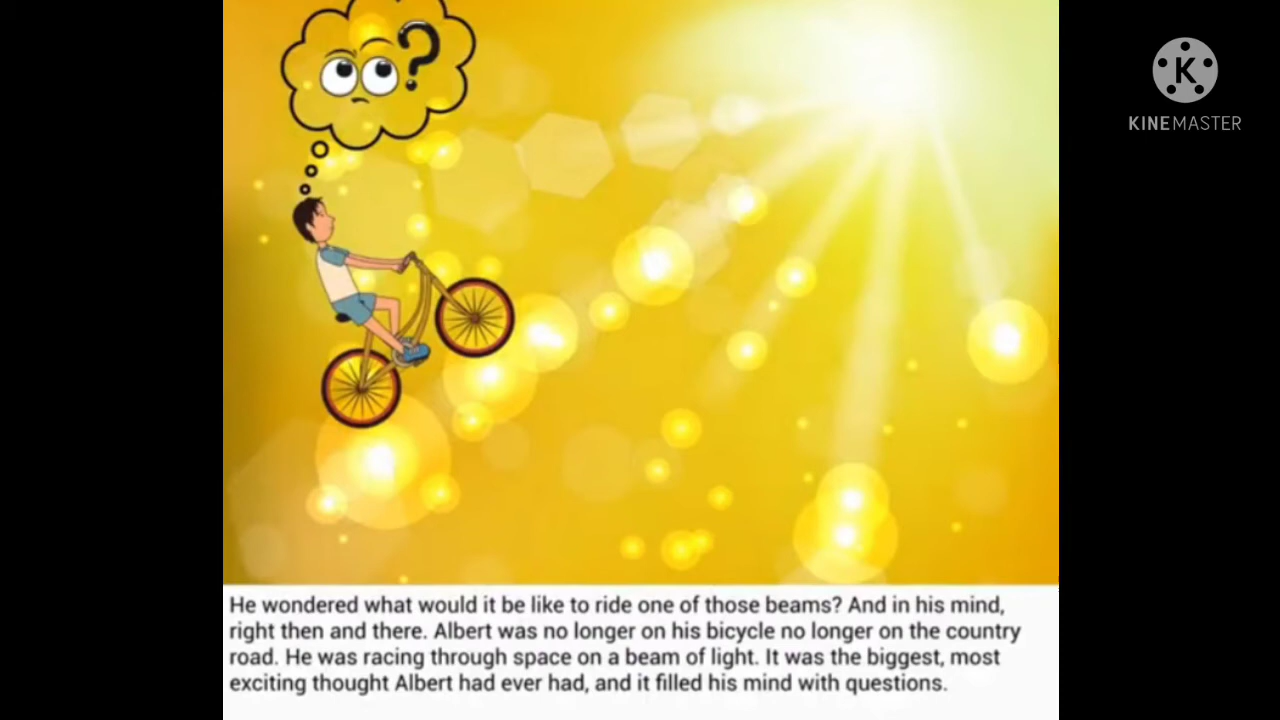 ?
K
KINEMASTER
He wondered what would it be like to ride one of those beams? And in his mind,
right then and there. Albert was no longer on his bicycle no longer on the country
road. He was racing through space on a beam of light. It was the biggest, most
exciting thought Albert had ever had, and it filled his mind with questions.